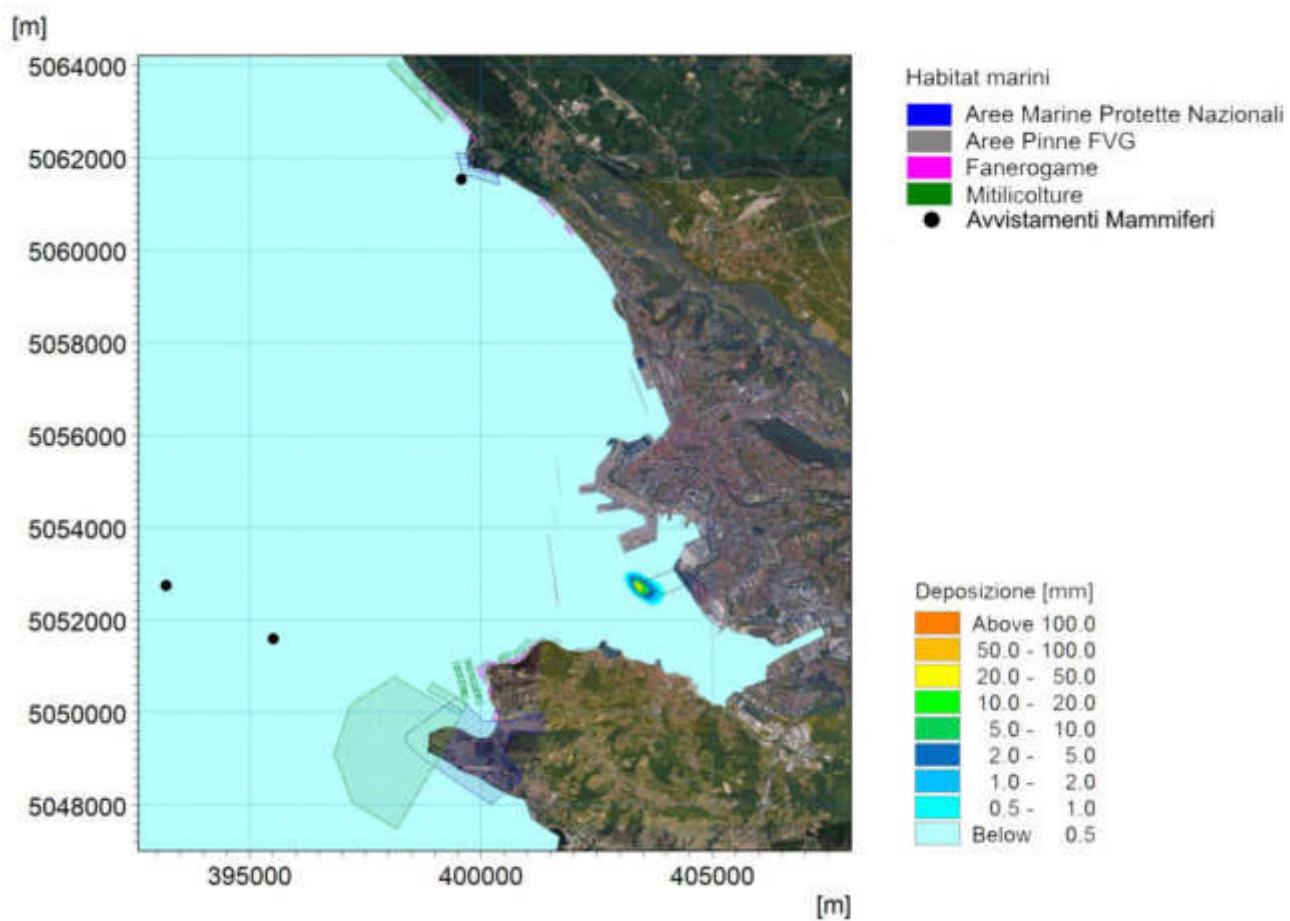 [m]
5064000
5062000
5060000
5058000
5056000
5054000
5052000
5050000
5048000
395000
400000
405000
[m]
Habitat marini
Aree Marine Protette Nazionali
Aree Pinne FVG
Fanerogame
Mitilicolture
Avvistamenti Mammiferi
Deposizione [mm]
Above 100.0
50.0 - 100.0
20.0 - 50.0
10.0 - 20.0
5.0 - 10.0
2.0 - 5.0
1.0 - 2.0
0.5 - 1.0
Below 0.5